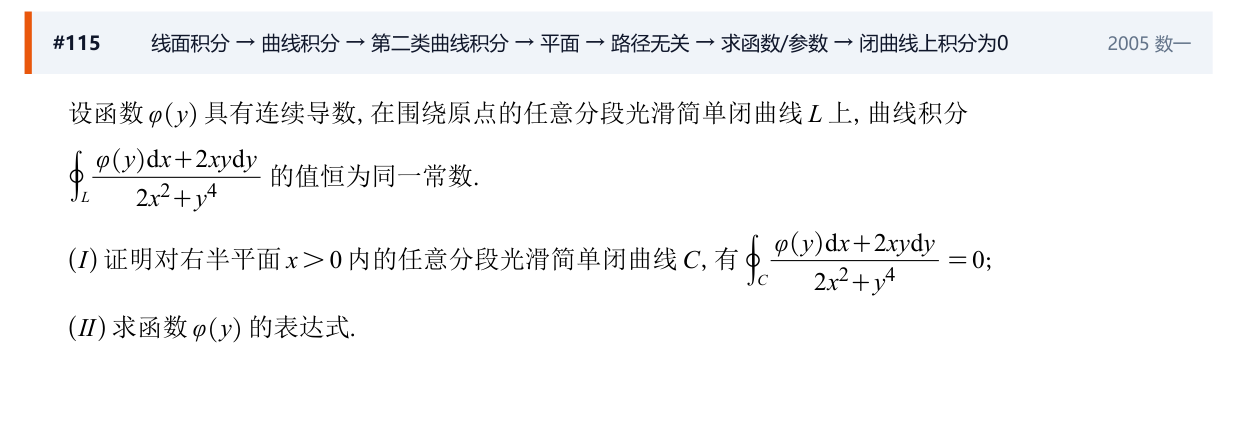 #115 线面积分 → 曲线积分 → 第二类曲线积分 → 平面 → 路径无关 → 求函数/参数 → 闭曲线上积分为0 2005 数一
设函数 φ(y) 具有连续导数, 在围绕原点的任意分段光滑简单闭曲线 L 上, 曲线积分
∮_L (φ(y)dx+2xydy)/(2x²+y⁴) 的值恒为同一常数.
(I) 证明对右半平面 x>0 内的任意分段光滑简单闭曲线 C, 有 ∮_C (φ(y)dx+2xydy)/(2x²+y⁴) =0;
(II) 求函数 φ(y) 的表达式.